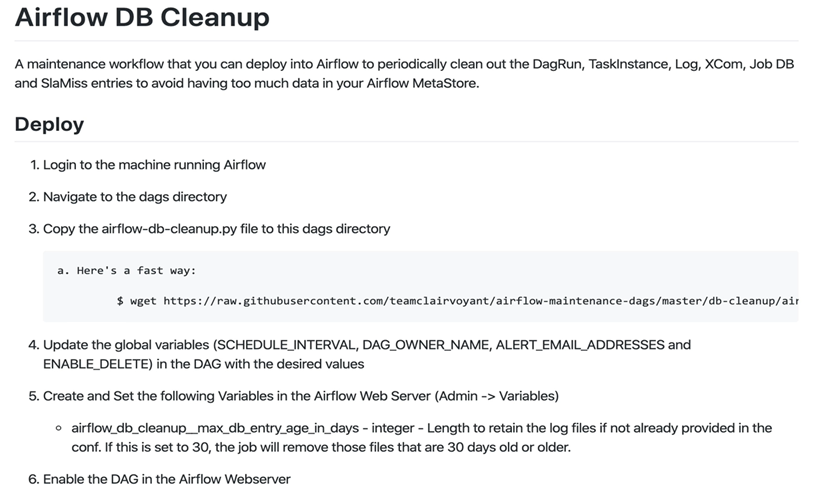 Airflow DB Cleanup
A maintenance workflow that you can deploy into Airflow to periodically clean out the DagRun, TaskInstance, Log, XCom, Job DB
and SlaMiss entries to avoid having too much data in your Airflow MetaStore.
Deploy
1. Login to the machine running Airflow
2. Navigate to the dags directory
3. Copy the airflow-db-cleanup.py file to this dags directory
a. Here's a fast way:
$ wget https://raw.githubusercontent.com/teamclairvoyant/airflow-maintenance-dags/master/db-cleanup/air
4. Update the global variables (SCHEDULE_INTERVAL, DAG_OWNER_NAME, ALERT_EMAIL_ADDRESSES and
ENABLE_DELETE) in the DAG with the desired values
5. Create and Set the following Variables in the Airflow Web Server (Admin -> Variables)
◦ airflow_db_cleanup__max_db_entry_age_in_days - integer - Length to retain the log files if not already provided in the
conf. If this is set to 30, the job will remove those files that are 30 days old or older.
6. Enable the DAG in the Airflow Webserver